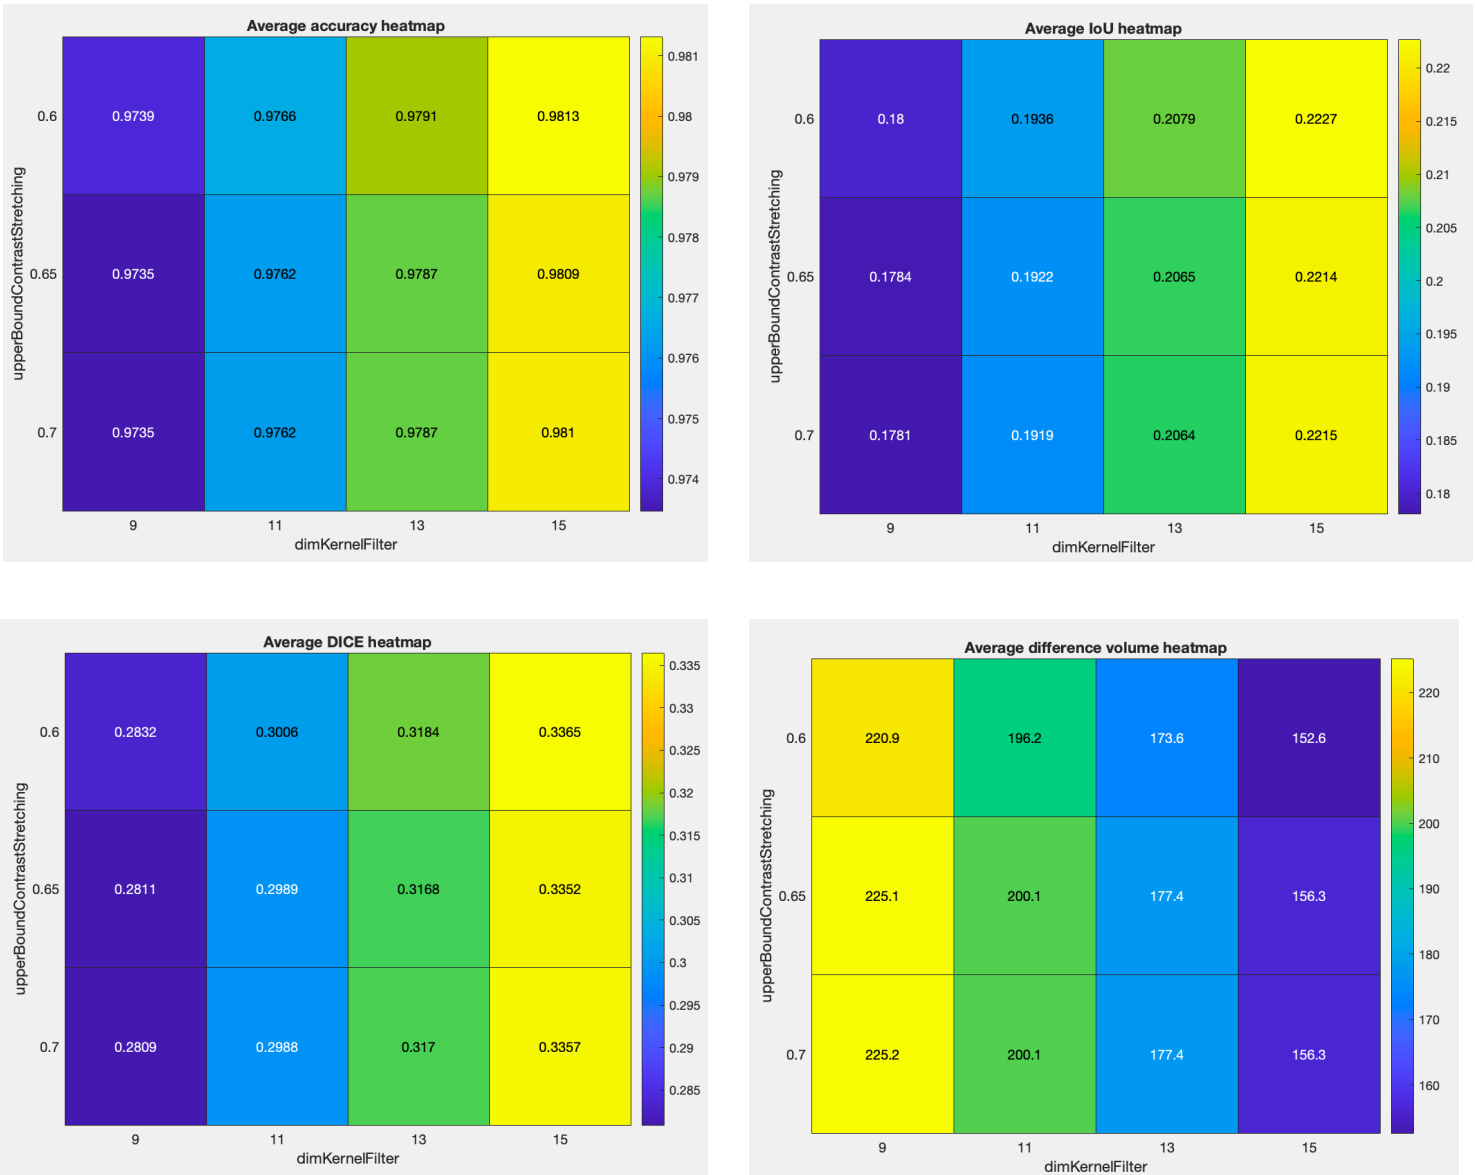 Average accuracy heatmap
upperBoundContrastStretching
0.6 0.9739 0.9766 0.9791 0.9813
0.65 0.9735 0.9762 0.9787 0.9809
0.7 0.9735 0.9762 0.9787 0.981
9 11 13 15
dimKernelFilter
0.981
0.98
0.979
0.978
0.977
0.976
0.975
0.974
Average IoU heatmap
upperBoundContrastStretching
0.6 0.18 0.1936 0.2079 0.2227
0.65 0.1784 0.1922 0.2065 0.2214
0.7 0.1781 0.1919 0.2064 0.2215
9 11 13 15
dimKernelFilter
0.22
0.215
0.21
0.205
0.2
0.195
0.19
0.185
0.18
Average DICE heatmap
upperBoundContrastStretching
0.6 0.2832 0.3006 0.3184 0.3365
0.65 0.2811 0.2989 0.3168 0.3352
0.7 0.2809 0.2988 0.317 0.3357
9 11 13 15
dimKernelFilter
0.335
0.33
0.325
0.32
0.315
0.31
0.305
0.3
0.295
0.29
0.285
Average difference volume heatmap
upperBoundContrastStretching
0.6 220.9 196.2 173.6 152.6
0.65 225.1 200.1 177.4 156.3
0.7 225.2 200.1 177.4 156.3
9 11 13 15
dimKernelFilter
220
210
200
190
180
170
160